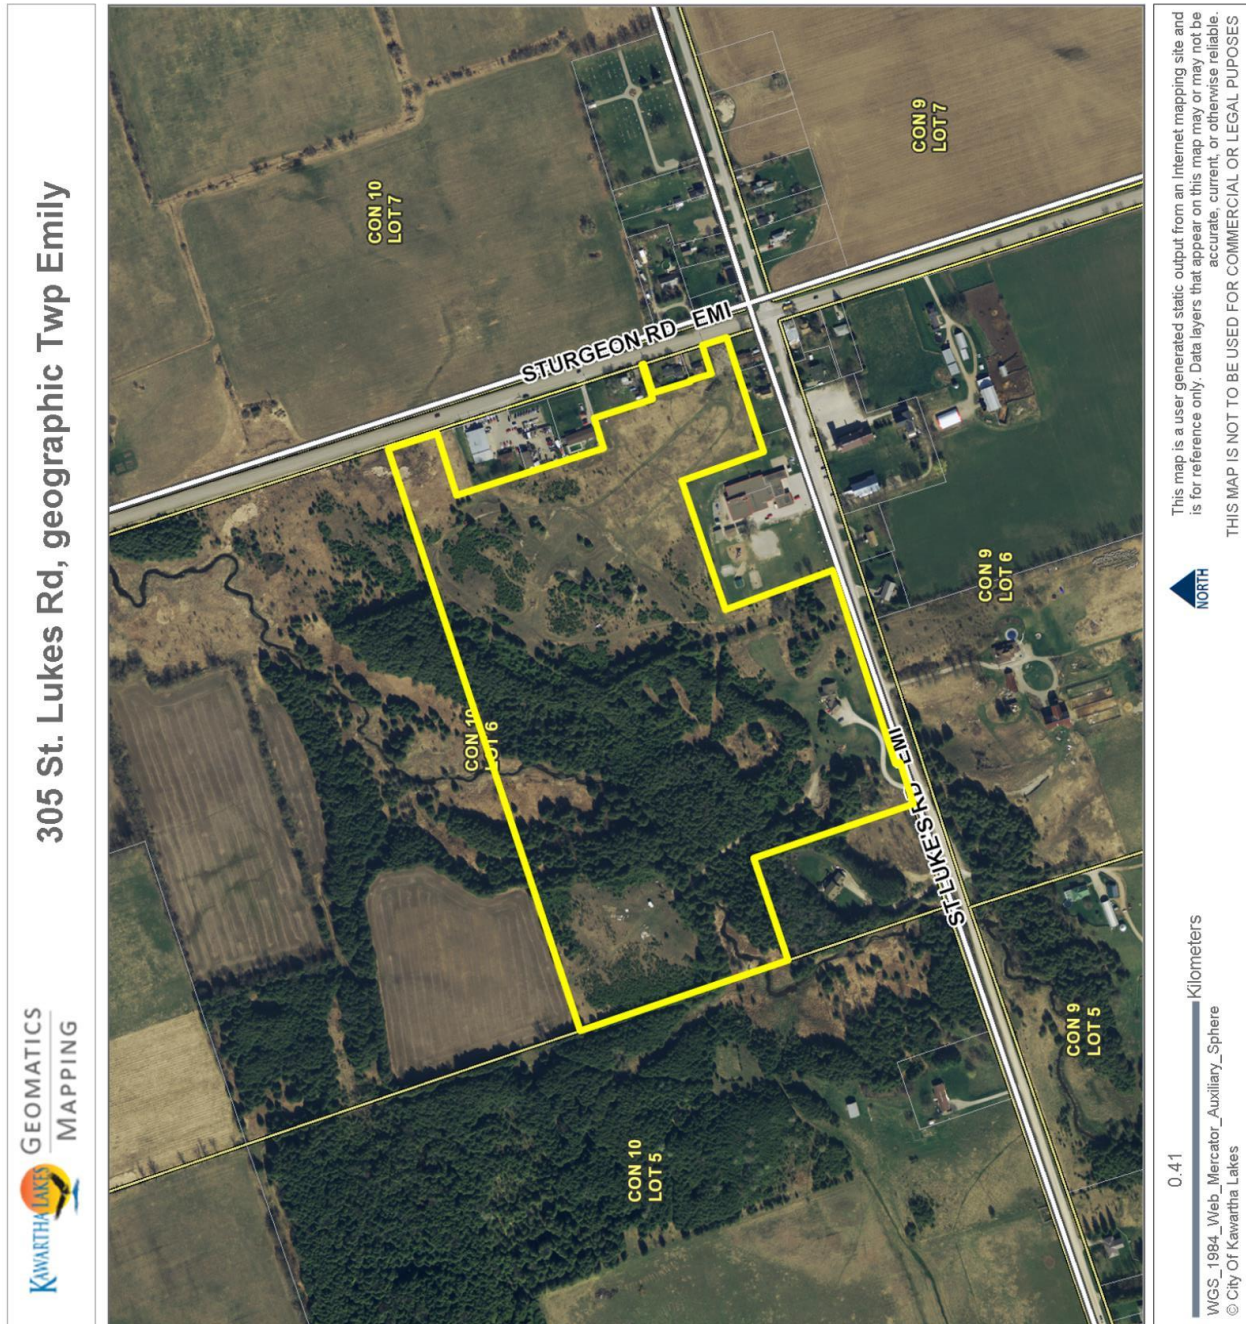 KAWARTHA LAKES
GEOMATICS
MAPPING
305 St. Lukes Rd, geographic Twp Emily
CON 10
LOT 7
CON 9
LOT 7
STURGEON RD EMI
CON 10
LOT 6
CON 9
LOT 6
ST LUKE'S RD EMI
CON 10
LOT 5
CON 9
LOT 5
0.41
Kilometers
WGS_1984_Web_Mercator_Auxiliary_Sphere
© City Of Kawartha Lakes
NORTH
This map is a user generated static output from an Internet mapping site and
is for reference only. Data layers that appear on this map may or may not be
accurate, current, or otherwise reliable.
THIS MAP IS NOT TO BE USED FOR COMMERCIAL OR LEGAL PUPOSES